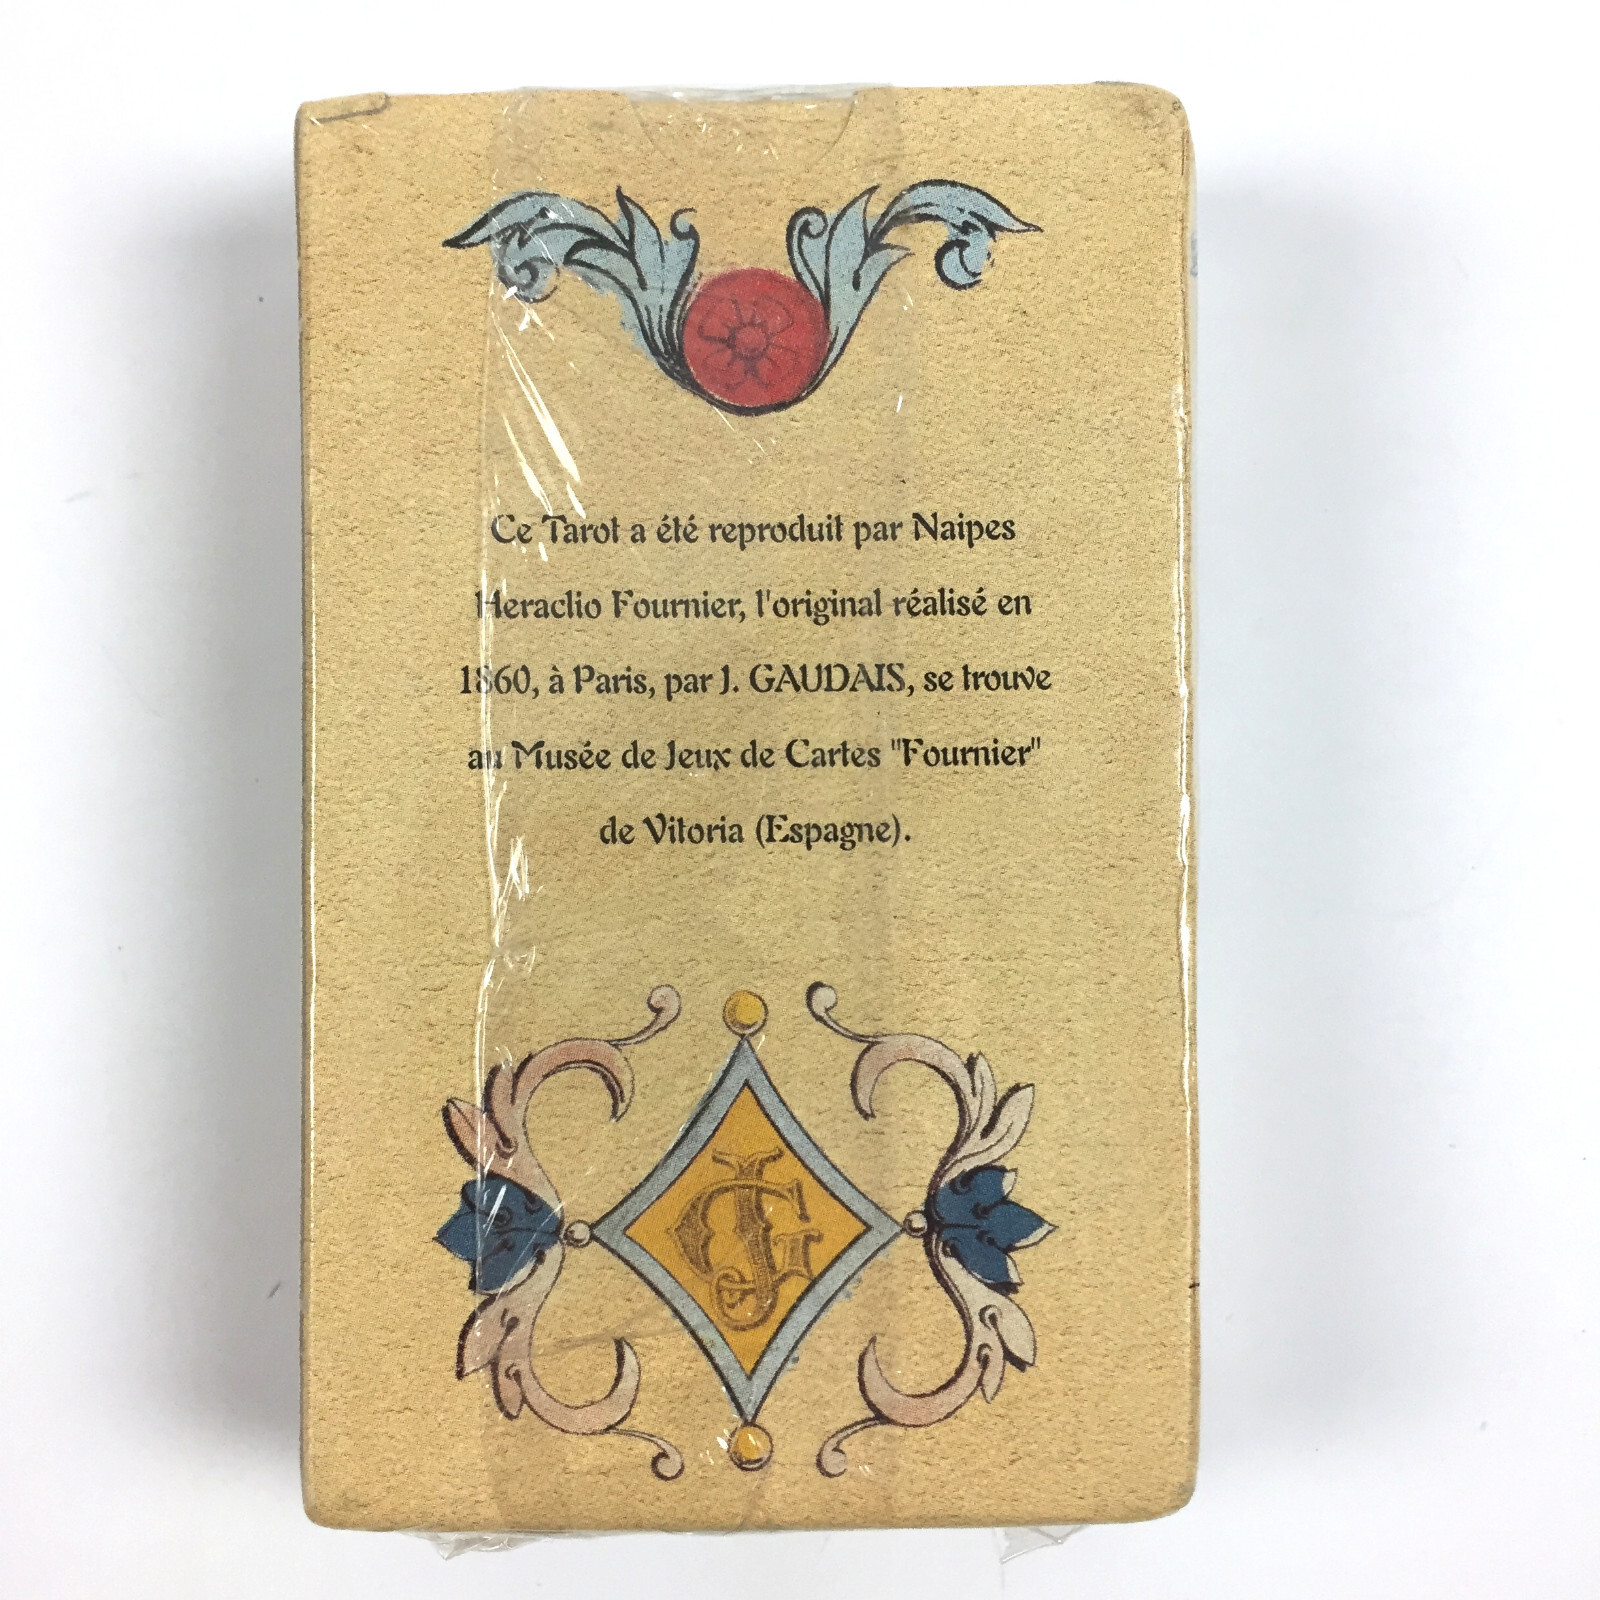 Ce Tarot a été reproduit par Naipes
Heraclio Fournier, l'original réalisé en
1860, à Paris, par J. GAUDAIS, se trouve
au Musée de Jeux de Cartes "Fournier"
de Vitoria (Espagne).
JG